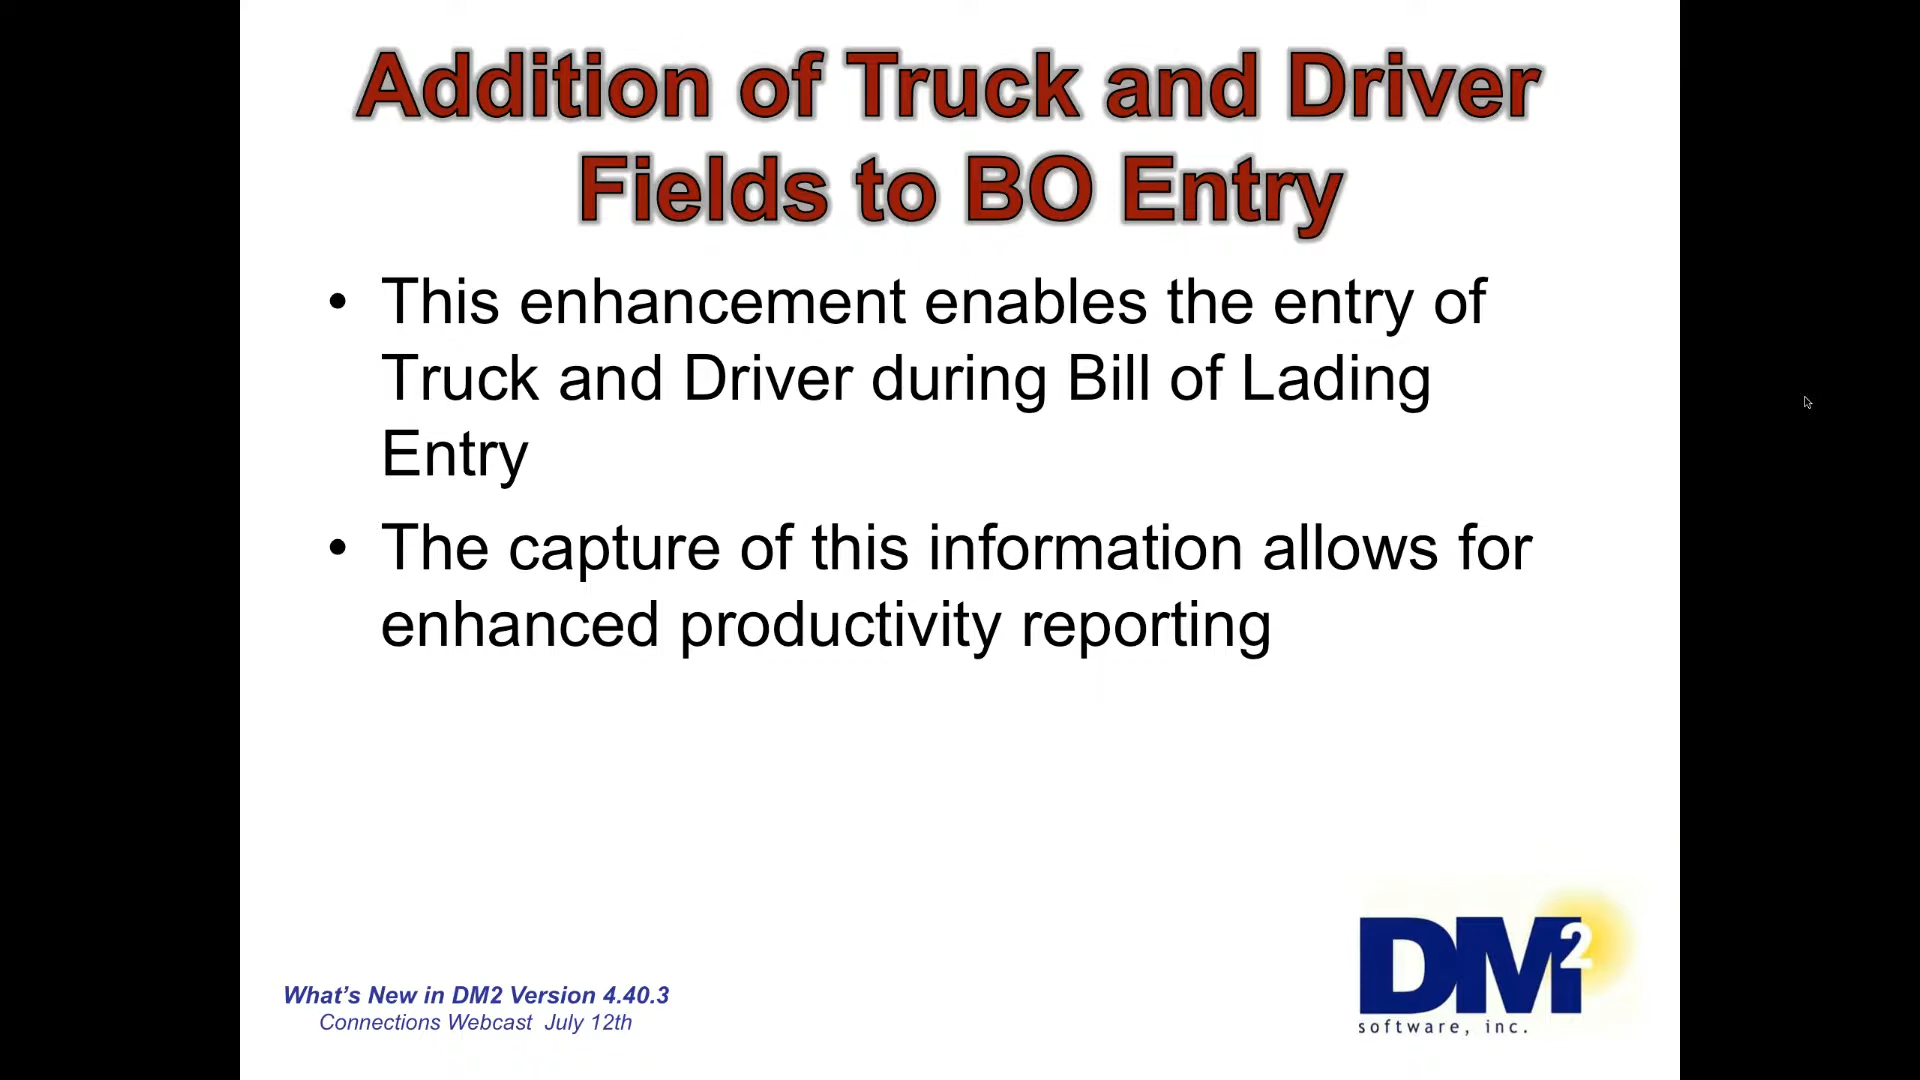 Addition of Truck and Driver
Fields to BO Entry
• This enhancement enables the entry of
Truck and Driver during Bill of Lading
Entry
• The capture of this information allows for
enhanced productivity reporting
What’s New in DM2 Version 4.40.3
Connections Webcast July 12th
DM2
software, inc.